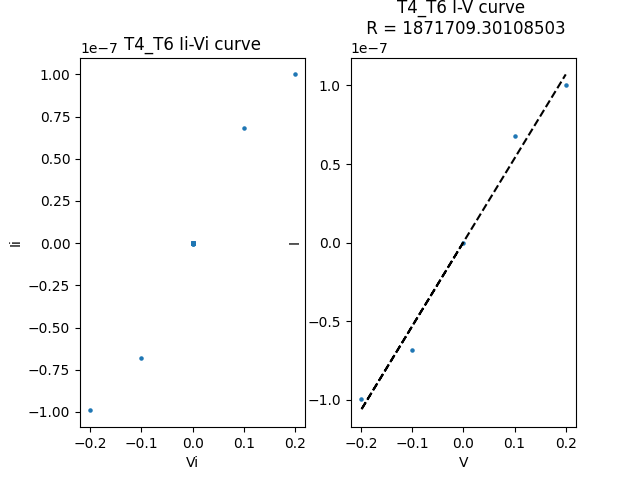 T4_T6 I-V curve
R = 1871709.30108503
1e−7
T4_T6 Ii-Vi curve
1e−7
1.00
0.75
0.50
0.25
0.00
−0.25
−0.50
−0.75
−1.00
Ii
−0.2
−0.1
0.0
0.1
0.2
Vi
1.0
0.5
0.0
−0.5
−1.0
I
−0.2
−0.1
0.0
0.1
0.2
V